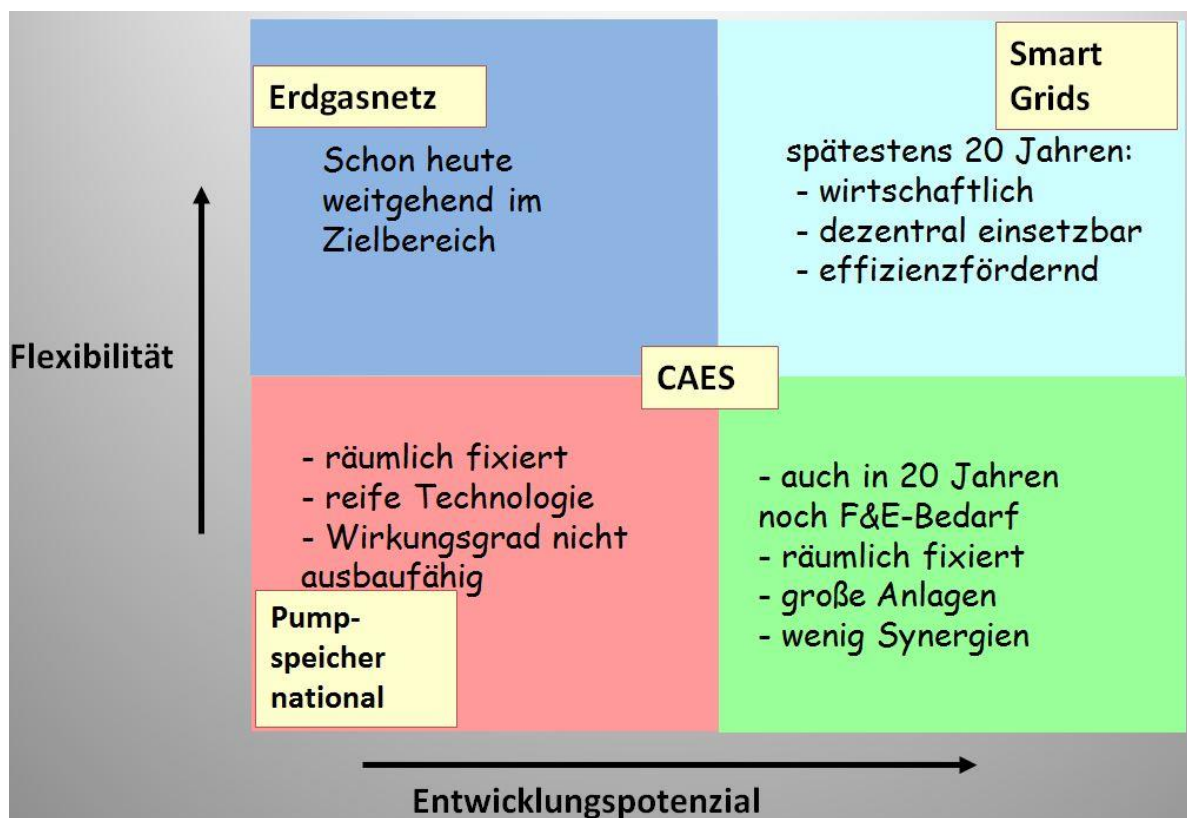 Erdgasnetz
Schon heute
weitgehend im
Zielbereich
Smart
Grids
spätestens 20 Jahren:
- wirtschaftlich
- dezentral einsetzbar
- effizienzfördernd
Flexibilität
CAES
- räumlich fixiert
- reife Technologie
- Wirkungsgrad nicht
ausbaufähig
Pump-
speicher
national
- auch in 20 Jahren
noch F&E-Bedarf
- räumlich fixiert
- große Anlagen
- wenig Synergien
Entwicklungspotenzial